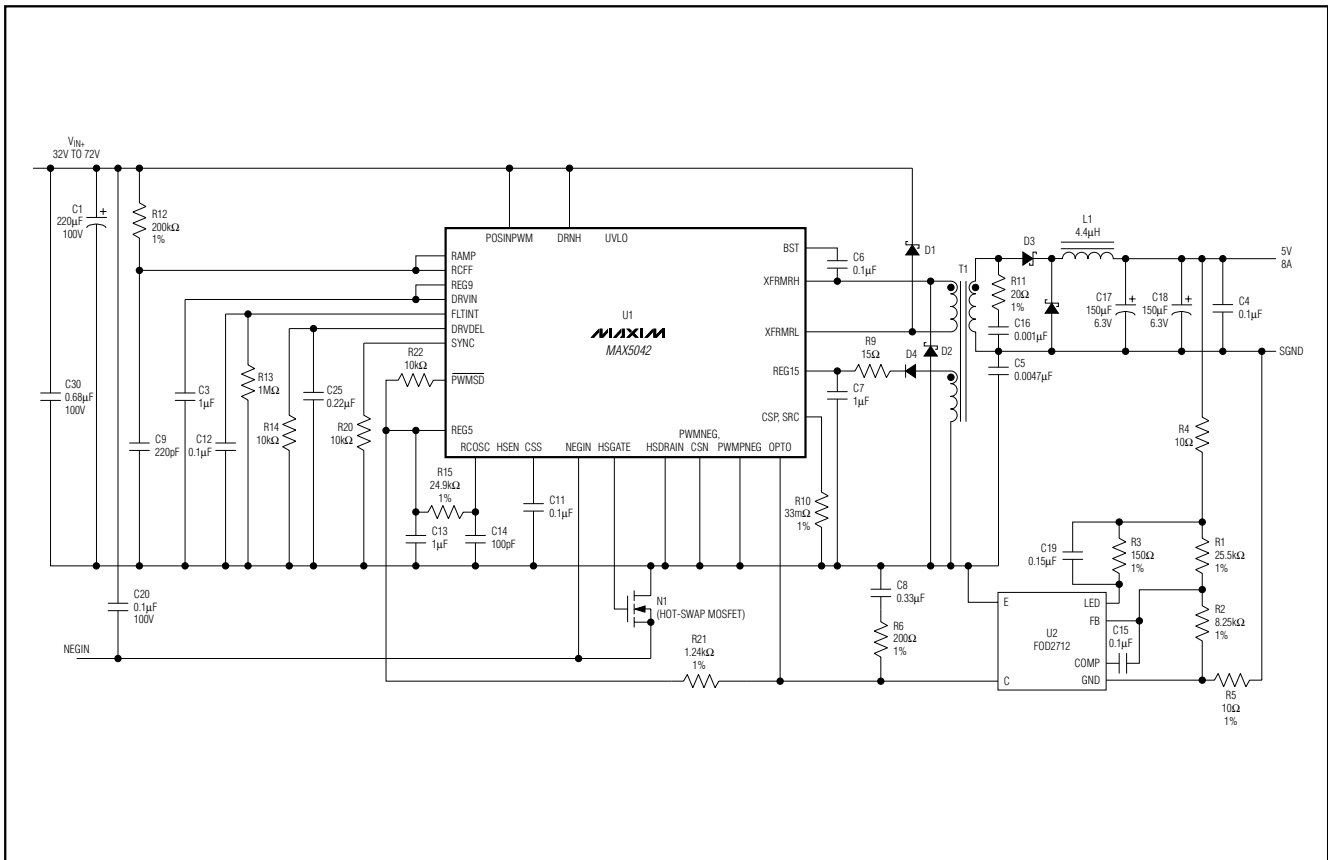 VIN+
32V TO 72V
C1
220µF
100V
R12
200kΩ
1%
POSINPWM
DRNH
UVLO
RAMP
RCFF
REG9
DRVIN
FLTINT
DRVDEL
SYNC
PWMSD
REG5
U1
MAXIM
MAX5042
BST
XFRMRH
XFRMRL
REG15
CSP, SRC
RCOSC
HSEN
CSS
NEGIN
HSGATE
HSDRAIN
PWMNEG,
CSN
PWMPNEG
OPTO
C6
0.1µF
D1
T1
D2
R9
15Ω
D4
C7
1µF
R11
20Ω
1%
C16
0.001µF
C5
0.0047µF
D3
L1
4.4µH
C17
150µF
6.3V
C18
150µF
6.3V
C4
0.1µF
5V
8A
SGND
C30
0.68µF
100V
C9
220pF
C3
1µF
C12
0.1µF
R13
1MΩ
R14
10kΩ
C25
0.22µF
R20
10kΩ
R22
10kΩ
R15
24.9kΩ
1%
C13
1µF
C14
100pF
C11
0.1µF
R10
33mΩ
1%
R4
10Ω
C20
0.1µF
100V
NEGIN
N1
(HOT-SWAP MOSFET)
R21
1.24kΩ
1%
C8
0.33µF
R6
200Ω
1%
C19
0.15µF
R3
150Ω
1%
R1
25.5kΩ
1%
E
LED
FB
U2
FOD2712
C15
0.1µF
COMP
C
GND
R2
8.25kΩ
1%
R5
10Ω
1%